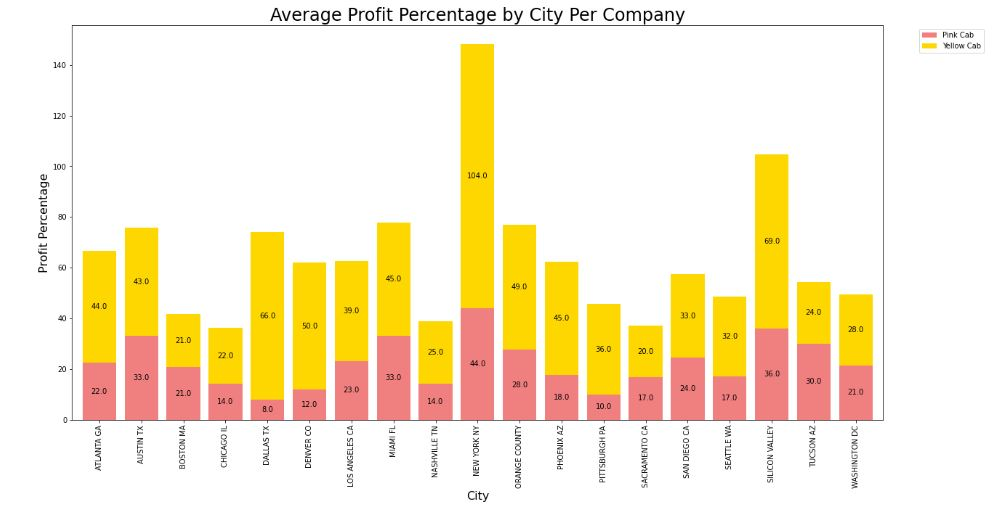 Average Profit Percentage by City Per Company
Pink Cab
Yellow Cab
Profit Percentage
140
120
100
80
60
40
20
0
44.0
43.0
21.0
22.0
66.0
50.0
39.0
45.0
25.0
104.0
49.0
45.0
36.0
20.0
33.0
32.0
69.0
24.0
28.0
22.0
33.0
21.0
14.0
8.0
12.0
23.0
33.0
14.0
44.0
28.0
18.0
10.0
17.0
24.0
17.0
36.0
30.0
21.0
ATLANTA GA
AUSTIN TX
BOSTON MA
CHICAGO IL
DALLAS TX
DENVER CO
LOS ANGELES CA
MIAMI FL
NASHVILLE TN
NEW YORK NY
ORANGE COUNTY
PHOENIX AZ
PITTSBURGH PA
SACRAMENTO CA
SAN DIEGO CA
SEATTLE WA
SILICON VALLEY
TUCSON AZ
WASHINGTON DC
City